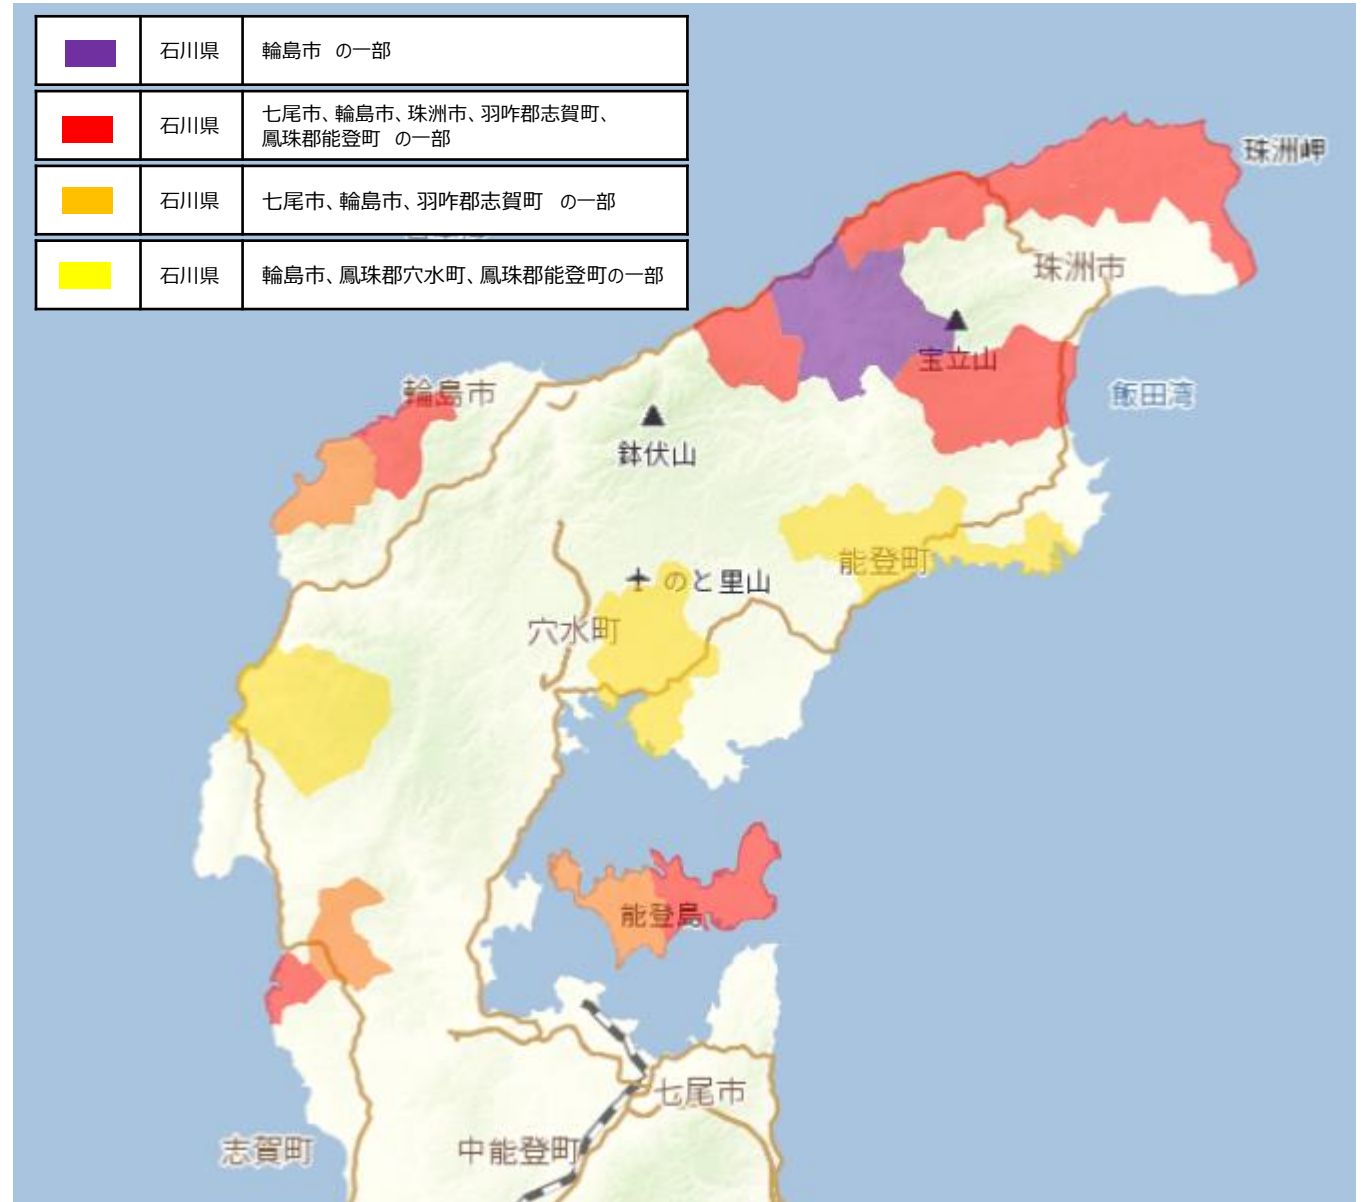 石川県 輪島市 の一部
石川県 七尾市、輪島市、珠洲市、羽咋郡志賀町、
鳳珠郡能登町 の一部
石川県 七尾市、輪島市、羽咋郡志賀町 の一部
石川県 輪島市、鳳珠郡穴水町、鳳珠郡能登町の一部
珠洲岬
珠洲市
宝立山
輪島市
飯田湾
鉢伏山
能登町
のと里山
穴水町
能登島
七尾市
志賀町
中能登町